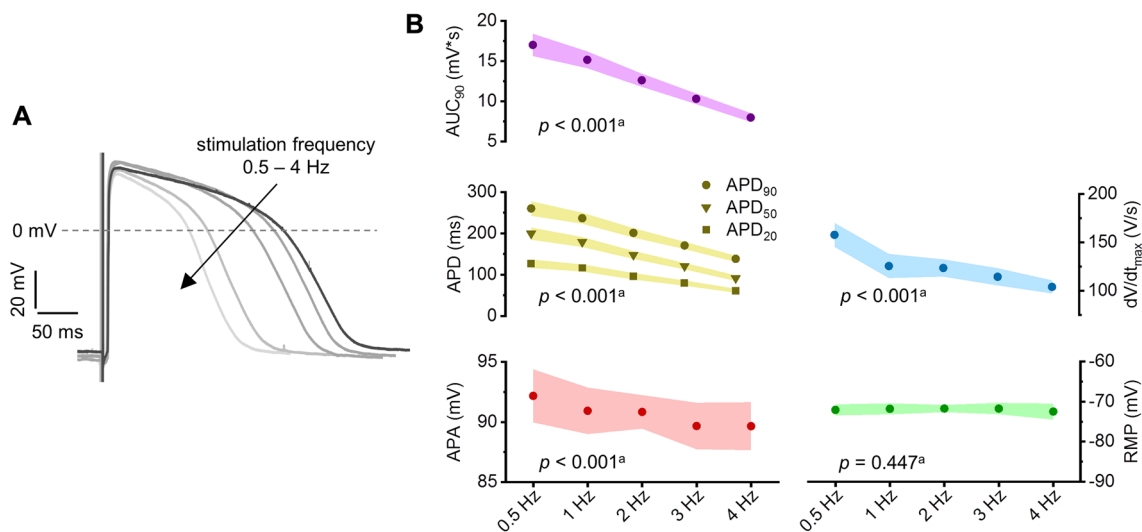 A
stimulation frequency
0.5 – 4 Hz
0 mV
20 mV
50 ms
B
AUC90 (mV*s)
20
15
10
5
p < 0.001a
APD (ms)
300
200
100
0
APD90
APD50
APD20
p < 0.001a
dV/dtmax (V/s)
200
150
100
p < 0.001a
APA (mV)
95
90
85
p < 0.001a
0.5 Hz
1 Hz
2 Hz
3 Hz
4 Hz
RMP (mV)
-60
-70
-80
-90
p = 0.447a
0.5 Hz
1 Hz
2 Hz
3 Hz
4 Hz